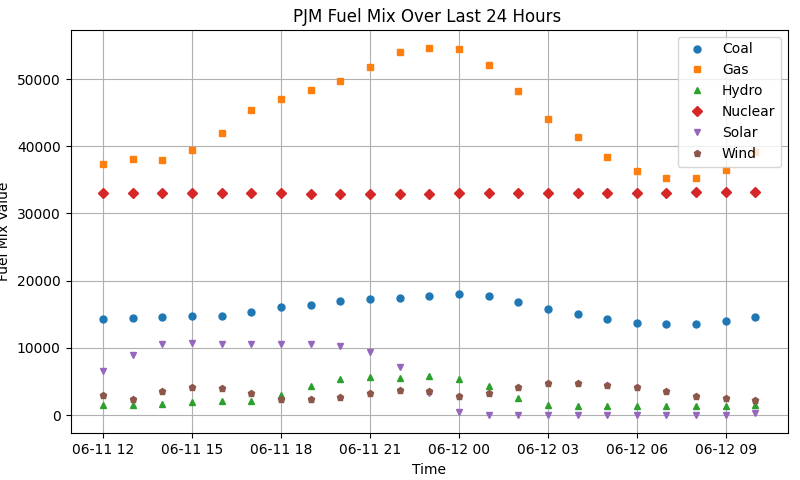 PJM Fuel Mix Over Last 24 Hours
Coal
Gas
Hydro
Nuclear
Solar
Wind
50000
40000
30000
20000
10000
0
Fuel Mix Value
06-11 12 06-11 15 06-11 18 06-11 21 06-12 00 06-12 03 06-12 06 06-12 09
Time